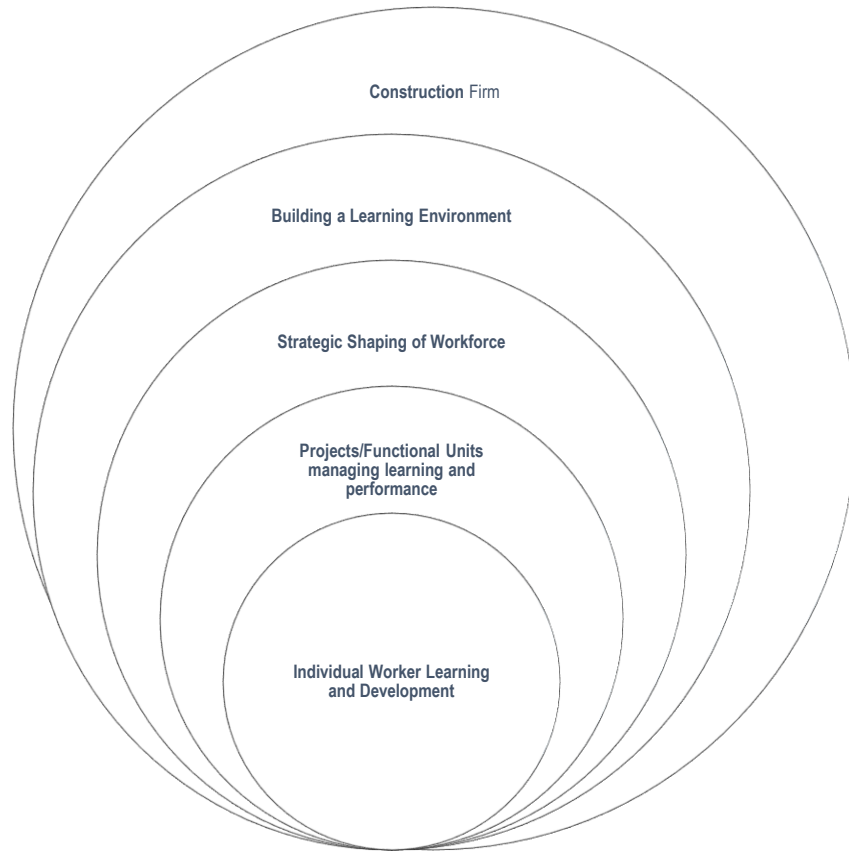 Construction Firm
Building a Learning Environment
Strategic Shaping of Workforce
Projects/Functional Units
managing learning and
performance
Individual Worker Learning
and Development